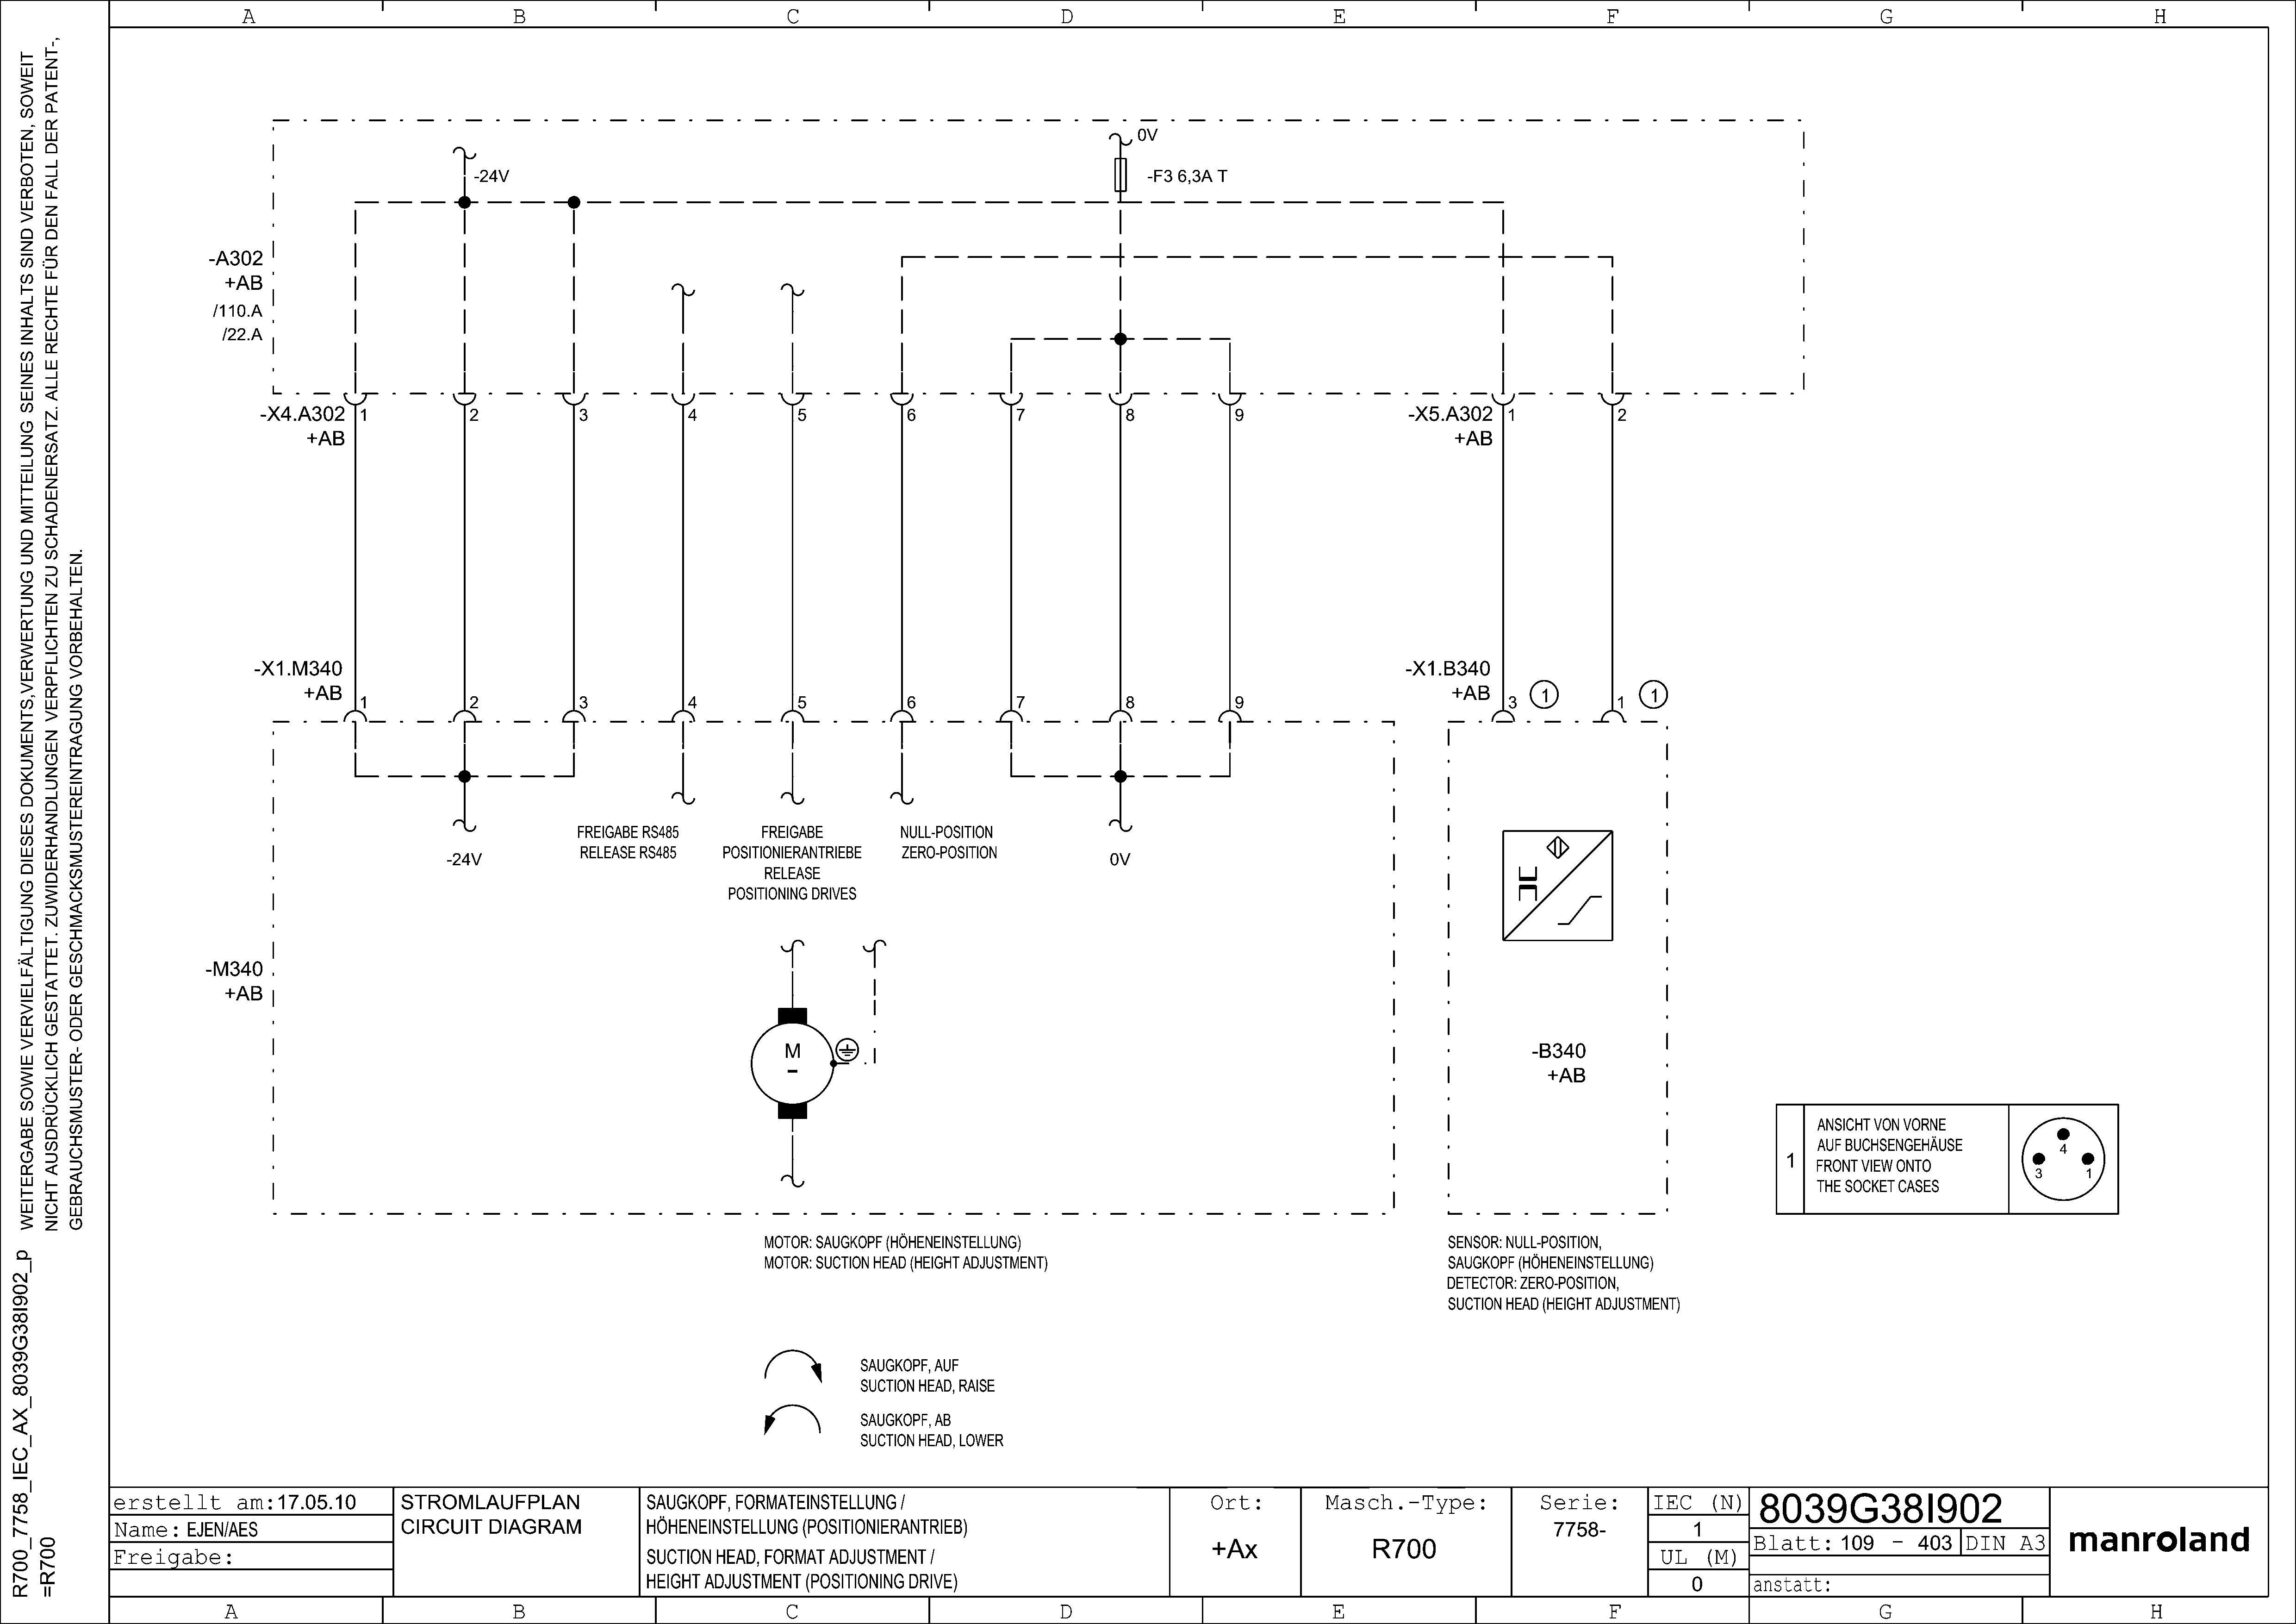 A B C D E F G H
WEITERGABE SOWIE VERVIELFÄLTIGUNG DIESES DOKUMENTS,VERWERTUNG UND MITTEILUNG SEINES INHALTS SIND VERBOTEN, SOWEIT
NICHT AUSDRÜCKLICH GESTATTET. ZUWIDERHANDLUNGEN VERPFLICHTEN ZU SCHADENERSATZ. ALLE RECHTE FÜR DEN FALL DER PATENT-,
GEBRAUCHSMUSTER- ODER GESCHMACKSMUSTEREINTRAGUNG VORBEHALTEN.
R700_7758_IEC_AX_8039G38I902_p
=R700
0V
-24V
-F3 6,3A T
-A302
+AB
/110.A
/22.A
-X4.A302 1 2 3 4 5 6 7 8 9
+AB
-X5.A302 1 2
+AB
-X1.M340
+AB 1 2 3 4 5 6 7 8 9
-X1.B340
+AB 3 1 1 1
-24V
FREIGABE RS485
RELEASE RS485
FREIGABE
POSITIONIERANTRIEBE
RELEASE
POSITIONING DRIVES
NULL-POSITION
ZERO-POSITION
0V
-M340
+AB
M
-B340
+AB
1
ANSICHT VON VORNE
AUF BUCHSENGEHÄUSE
FRONT VIEW ONTO
THE SOCKET CASES
4
3 1
MOTOR: SAUGKOPF (HÖHENEINSTELLUNG)
MOTOR: SUCTION HEAD (HEIGHT ADJUSTMENT)
SENSOR: NULL-POSITION,
SAUGKOPF (HÖHENEINSTELLUNG)
DETECTOR: ZERO-POSITION,
SUCTION HEAD (HEIGHT ADJUSTMENT)
SAUGKOPF, AUF
SUCTION HEAD, RAISE
SAUGKOPF, AB
SUCTION HEAD, LOWER
erstellt am:17.05.10
Name: EJEN/AES
Freigabe:
STROMLAUFPLAN
CIRCUIT DIAGRAM
SAUGKOPF, FORMATEINSTELLUNG /
HÖHENEINSTELLUNG (POSITIONIERANTRIEB)
SUCTION HEAD, FORMAT ADJUSTMENT /
HEIGHT ADJUSTMENT (POSITIONING DRIVE)
Ort:
+Ax
Masch.-Type:
R700
Serie:
7758-
IEC (N)
1
UL (M)
0
8039G38I902
Blatt: 109 - 403 DIN A3
anstatt:
manroland
A B C D E F G H